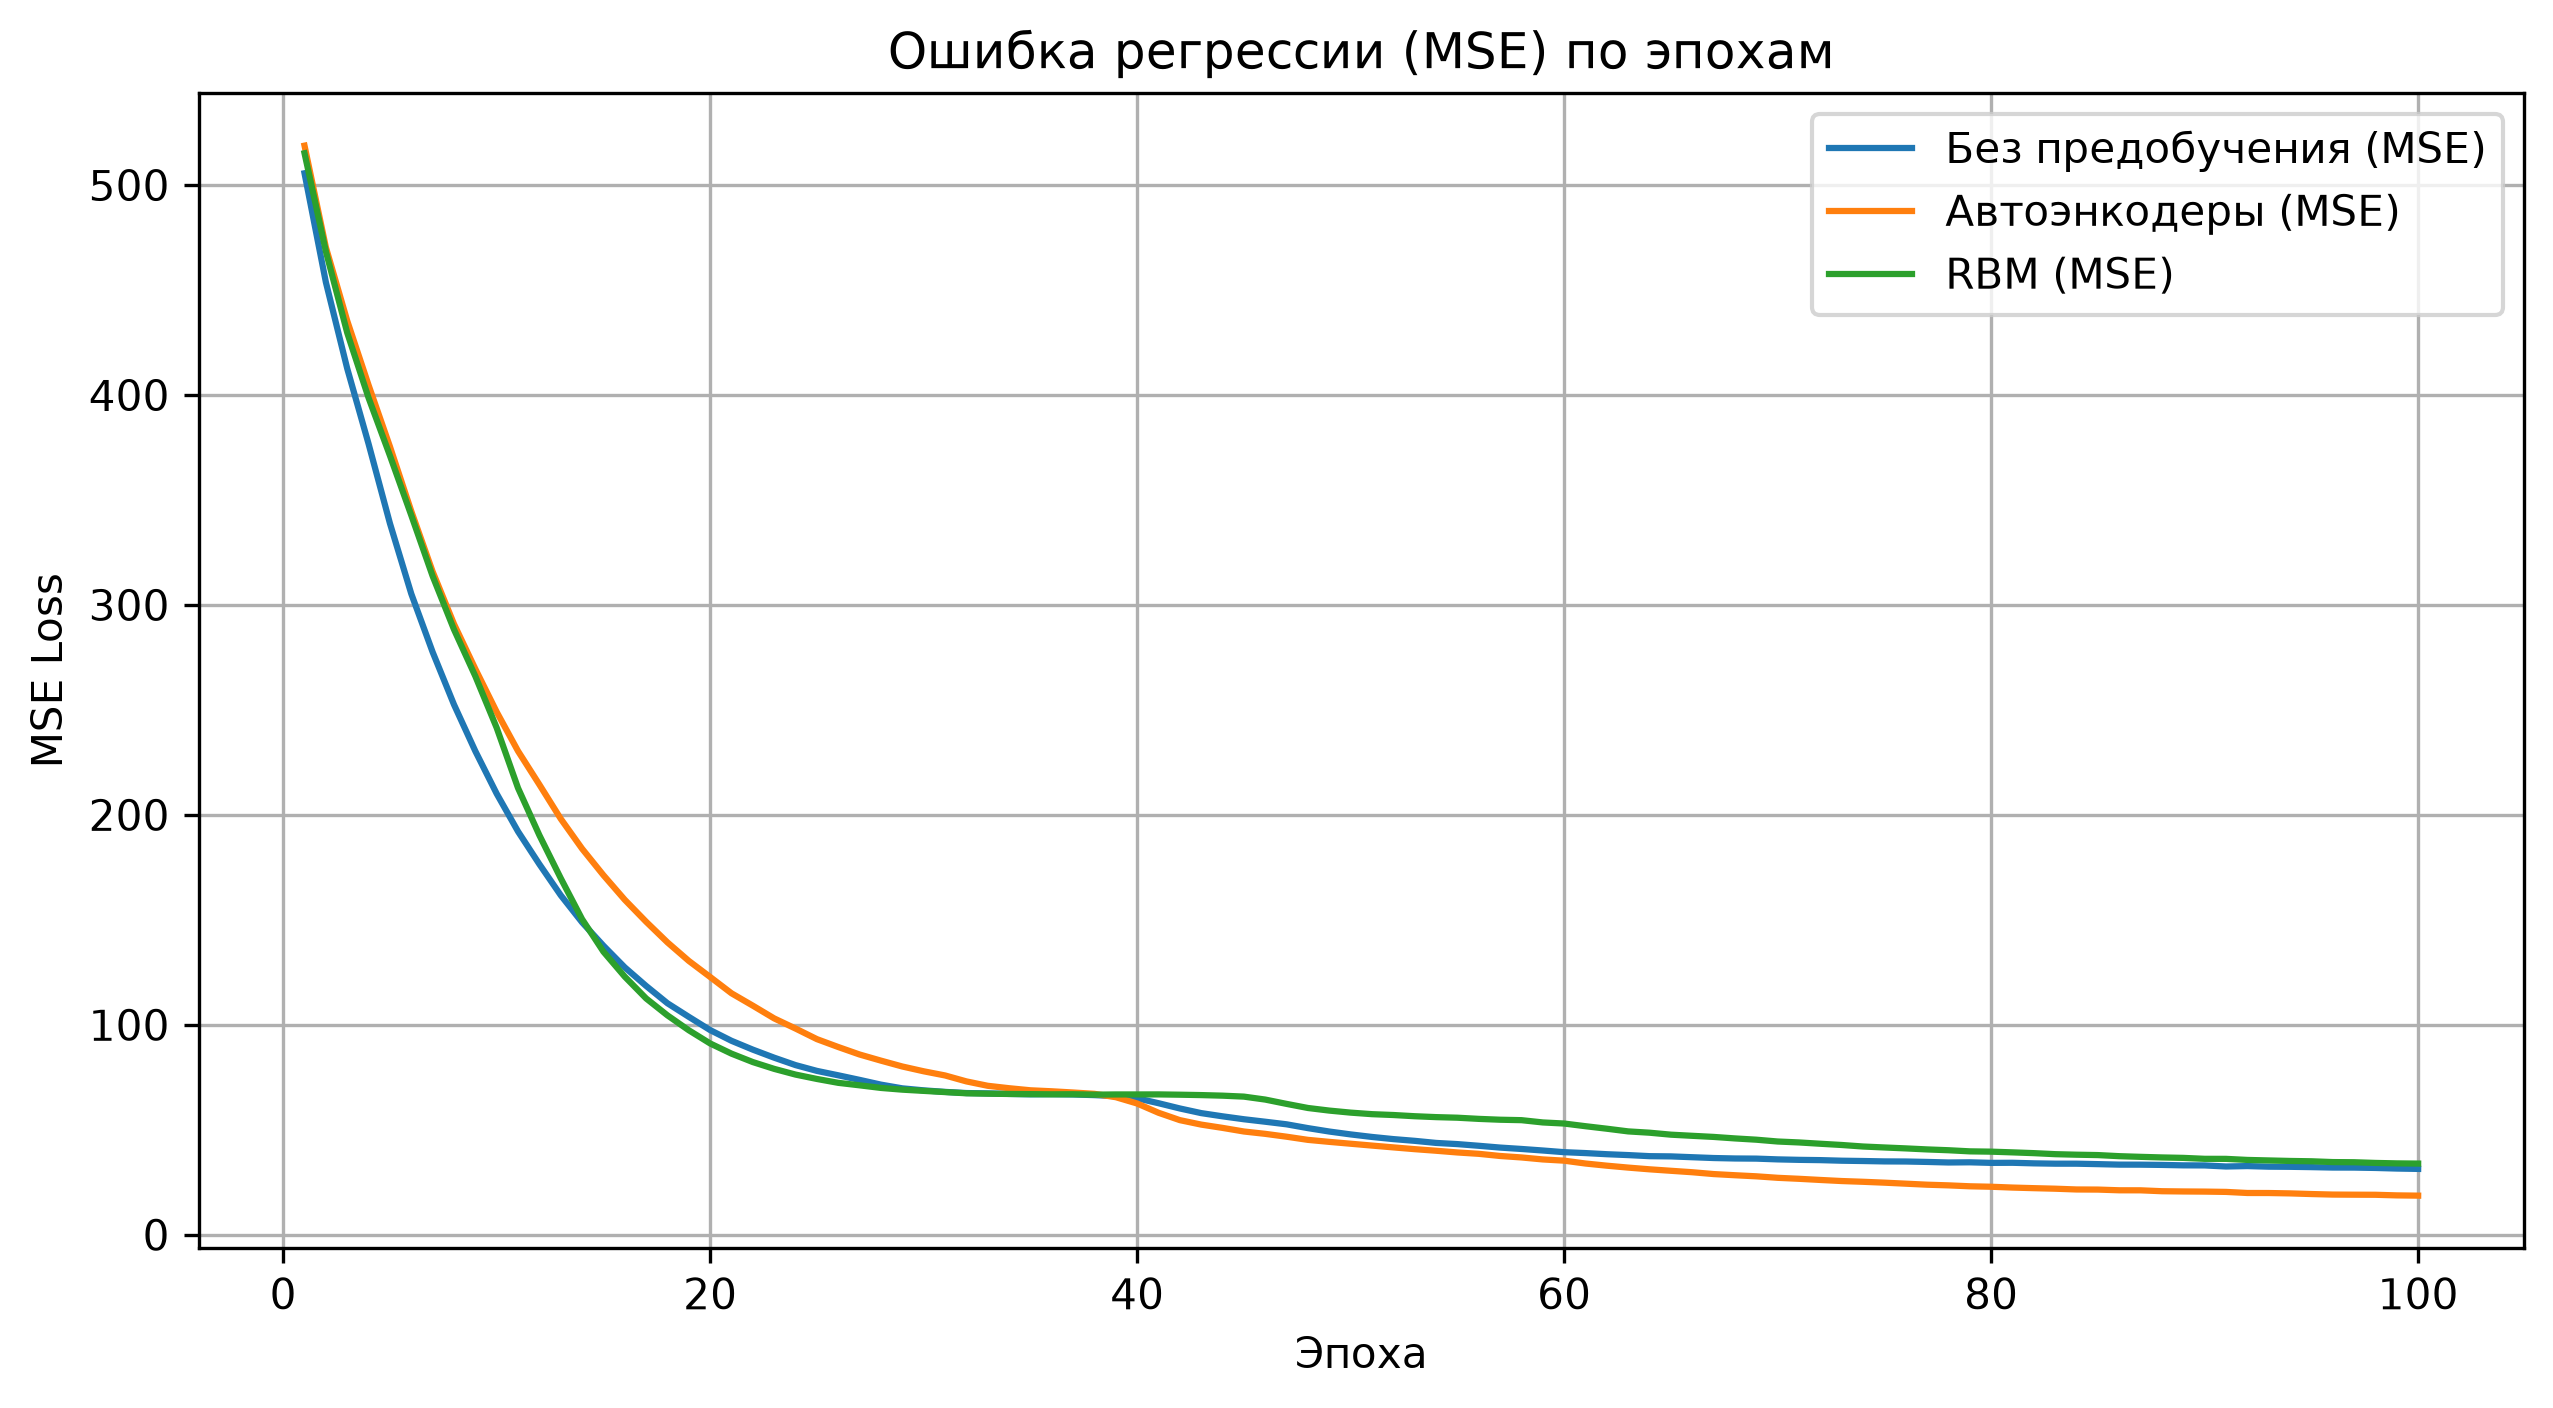 Ошибка регрессии (MSE) по эпохам
Без предобучения (MSE)
Автоэнкодеры (MSE)
RBM (MSE)
MSE Loss
500
400
300
200
100
0
0 20 40 60 80 100
Эпоха